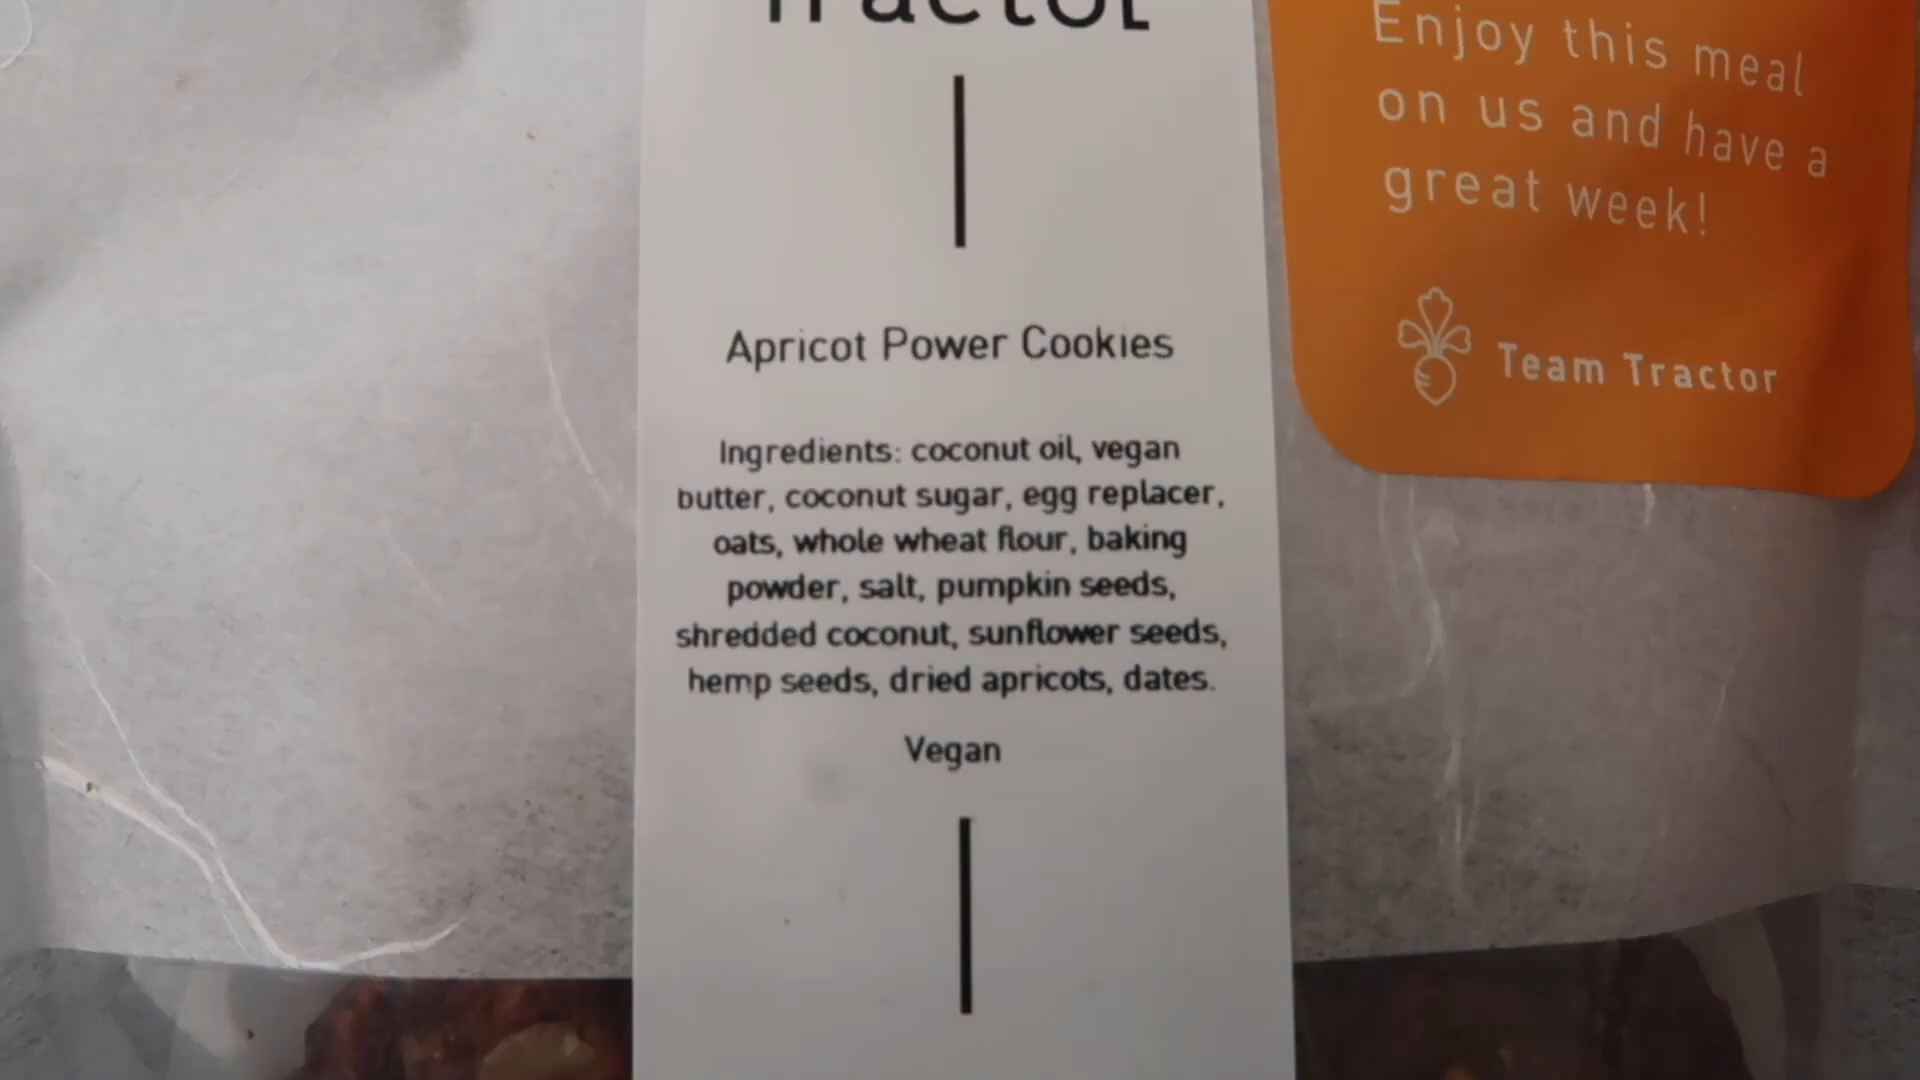 Tractor
Apricot Power Cookies
Ingredients: coconut oil, vegan
butter, coconut sugar, egg replacer,
oats, whole wheat flour, baking
powder, salt, pumpkin seeds,
shredded coconut, sunflower seeds,
hemp seeds, dried apricots, dates.
Vegan
Enjoy this meal
on us and have a
great week!
Team Tractor